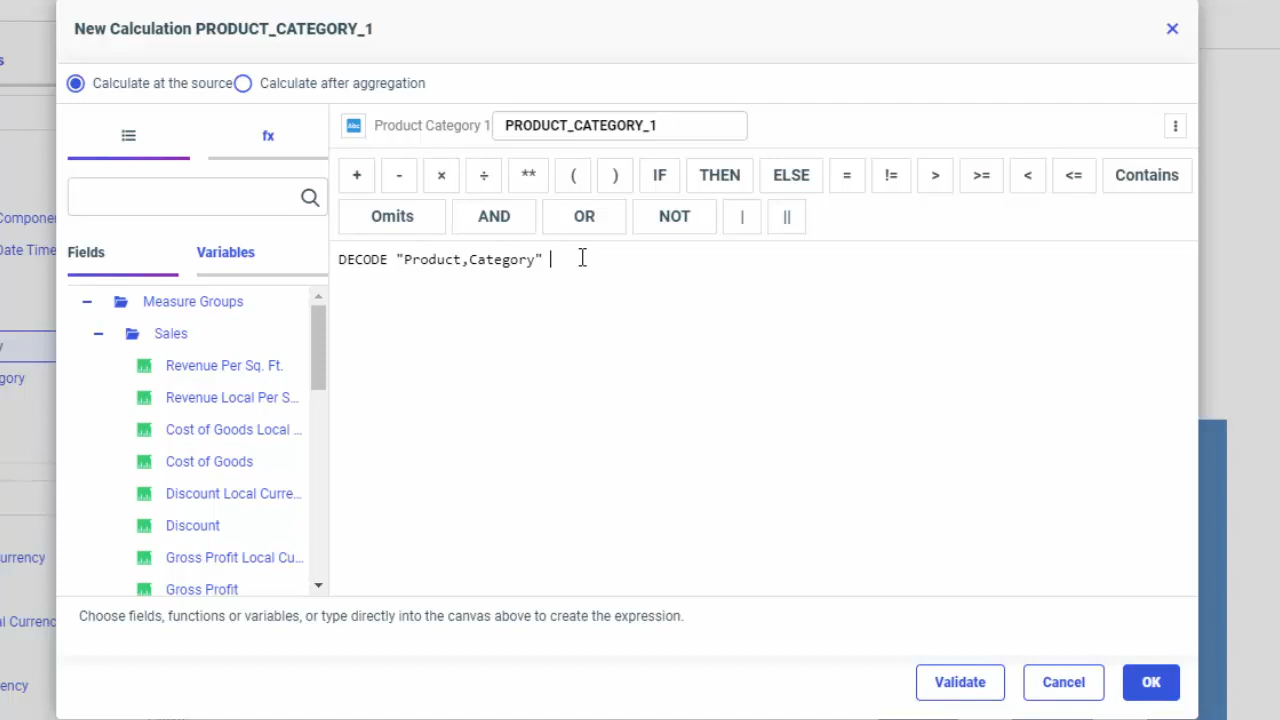 New Calculation PRODUCT_CATEGORY_1
Calculate at the source Calculate after aggregation
s
fx
Abc Product Category 1 PRODUCT_CATEGORY_1
+ - × ÷ ** ( ) IF THEN ELSE = != > >= < <= Contains
Omits AND OR NOT | ||
Componen
Date Time
Fields Variables
DECODE "Product,Category"
Measure Groups
Sales
y
Revenue Per Sq. Ft.
gory
Revenue Local Per S...
Cost of Goods Local ...
Cost of Goods
Discount Local Curre...
Discount
urrency
Gross Profit Local Cu...
Gross Profit
al Currenc
Choose fields, functions or variables, or type directly into the canvas above to create the expression.
ency
Validate Cancel OK